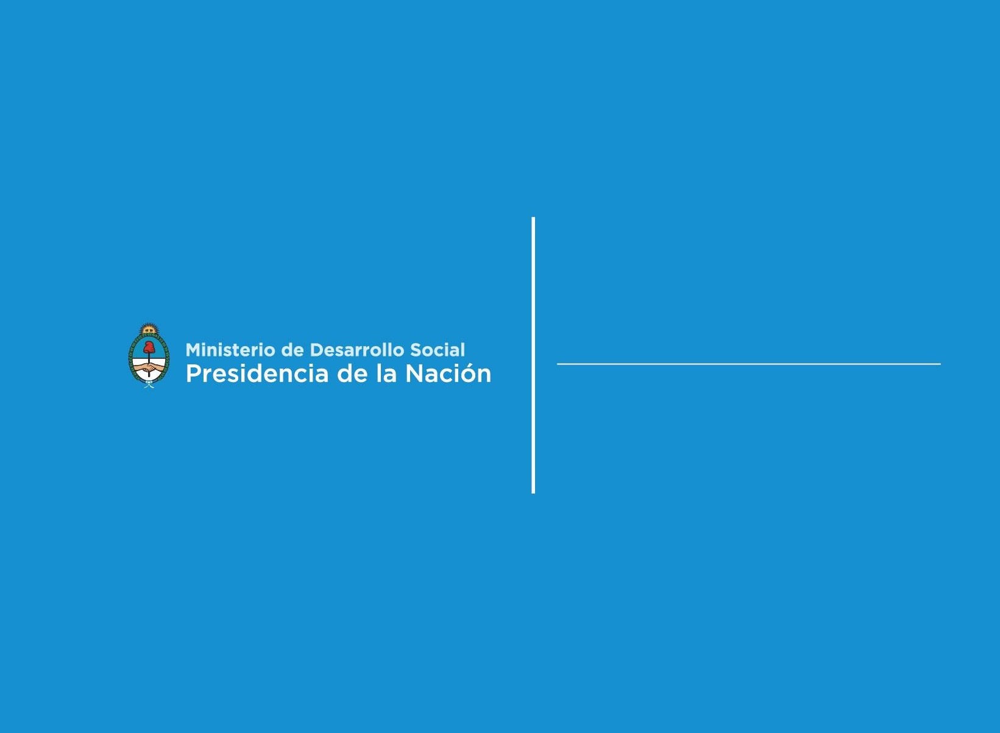 Ministerio de Desarrollo Social
Presidencia de la Nación